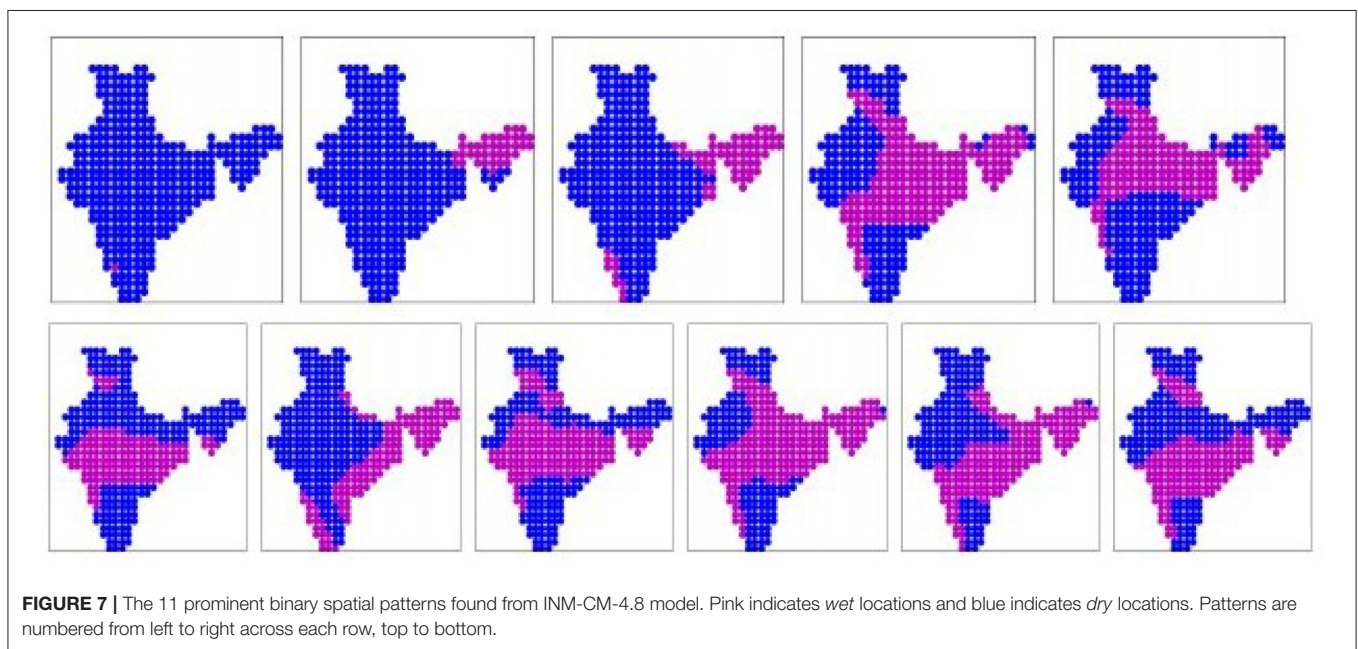 FIGURE 7 | The 11 prominent binary spatial patterns found from INM-CM-4.8 model. Pink indicates wet locations and blue indicates dry locations. Patterns are
numbered from left to right across each row, top to bottom.